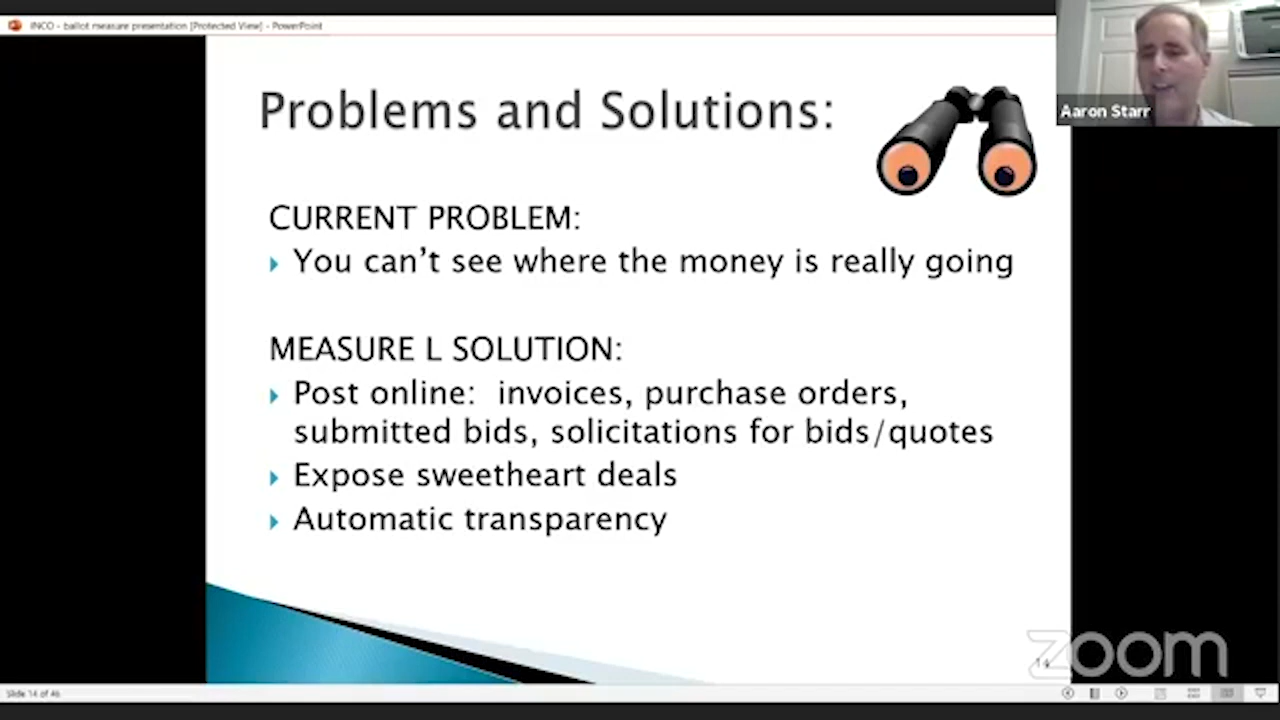 INCO - ballot measure presentation [Protected View] - PowerPoint
Aaron Starr
Problems and Solutions:
CURRENT PROBLEM:
You can't see where the money is really going
MEASURE L SOLUTION:
Post online: invoices, purchase orders,
submitted bids, solicitations for bids/quotes
Expose sweetheart deals
Automatic transparency
14
zoom
Slide 14 of 46